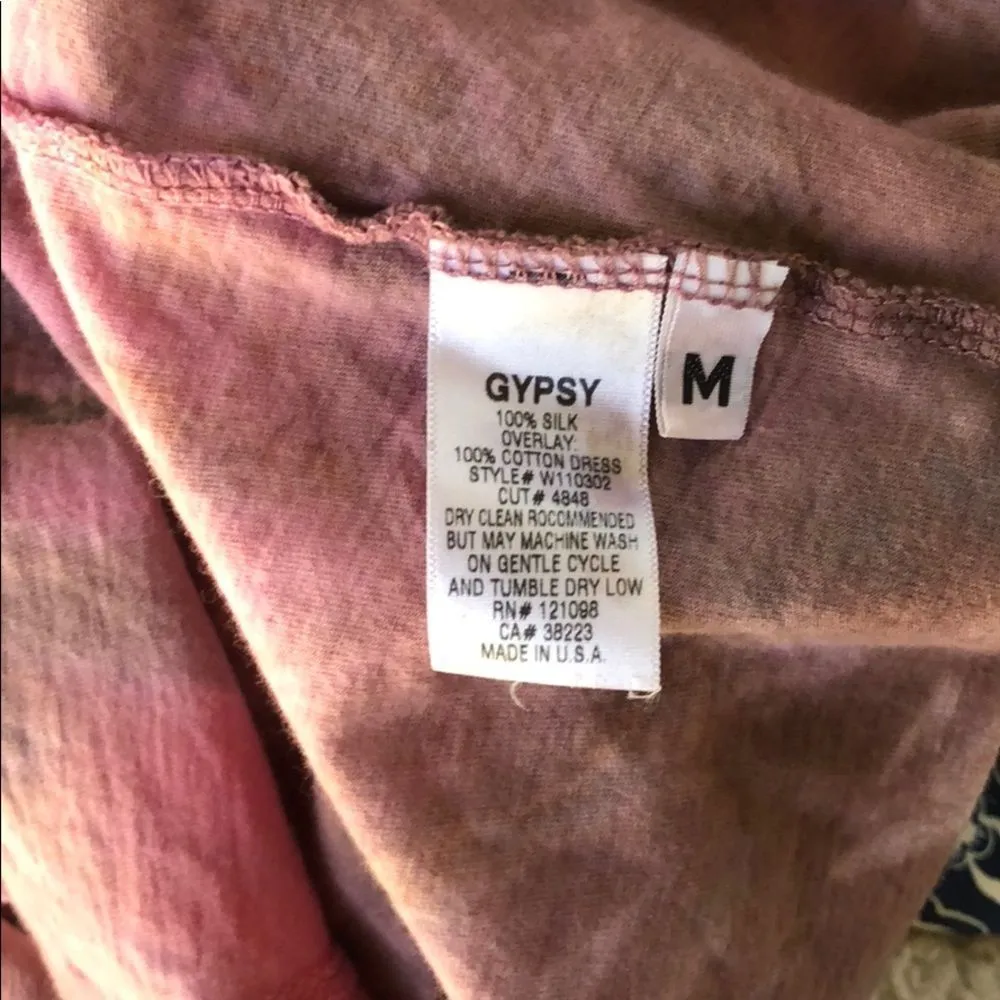 GYPSY
100% SILK
OVERLAY:
100% COTTON DRESS
STYLE# W110302
CUT# 4848
DRY CLEAN ROCOMMENDED
BUT MAY MACHINE WASH
ON GENTLE CYCLE
AND TUMBLE DRY LOW
RN# 121098
CA# 38223
MADE IN U.S.A.
M